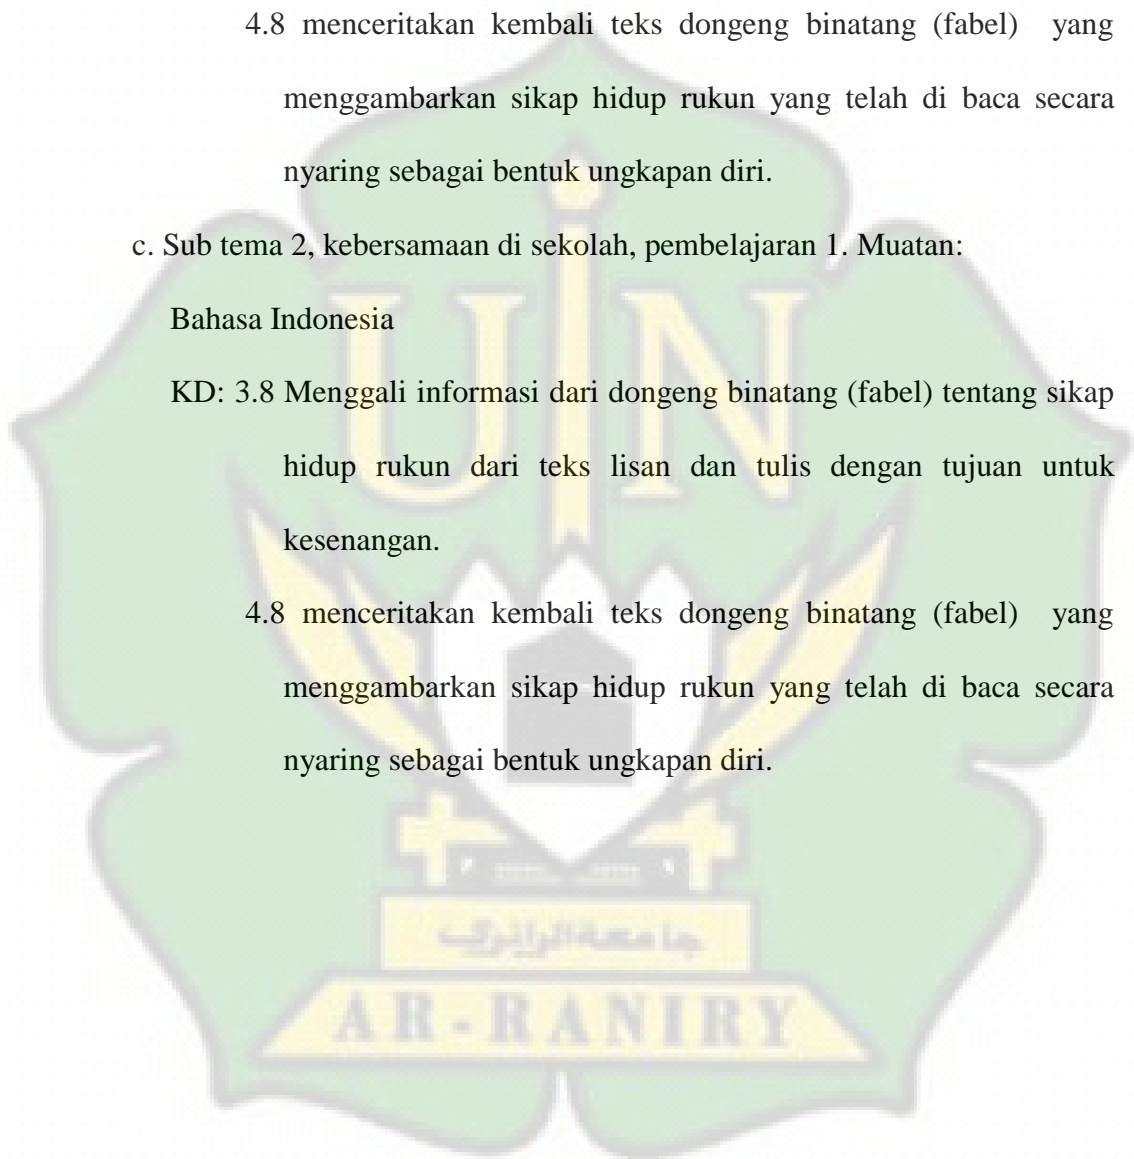 4.8 menceritakan kembali teks dongeng binatang (fabel) yang
menggambarkan sikap hidup rukun yang telah di baca secara
nyaring sebagai bentuk ungkapan diri.
c. Sub tema 2, kebersamaan di sekolah, pembelajaran 1. Muatan:
Bahasa Indonesia
KD: 3.8 Menggali informasi dari dongeng binatang (fabel) tentang sikap
hidup rukun dari teks lisan dan tulis dengan tujuan untuk
kesenangan.
4.8 menceritakan kembali teks dongeng binatang (fabel) yang
menggambarkan sikap hidup rukun yang telah di baca secara
nyaring sebagai bentuk ungkapan diri.
UIN
جامعة الرانري
AR-RANIRY